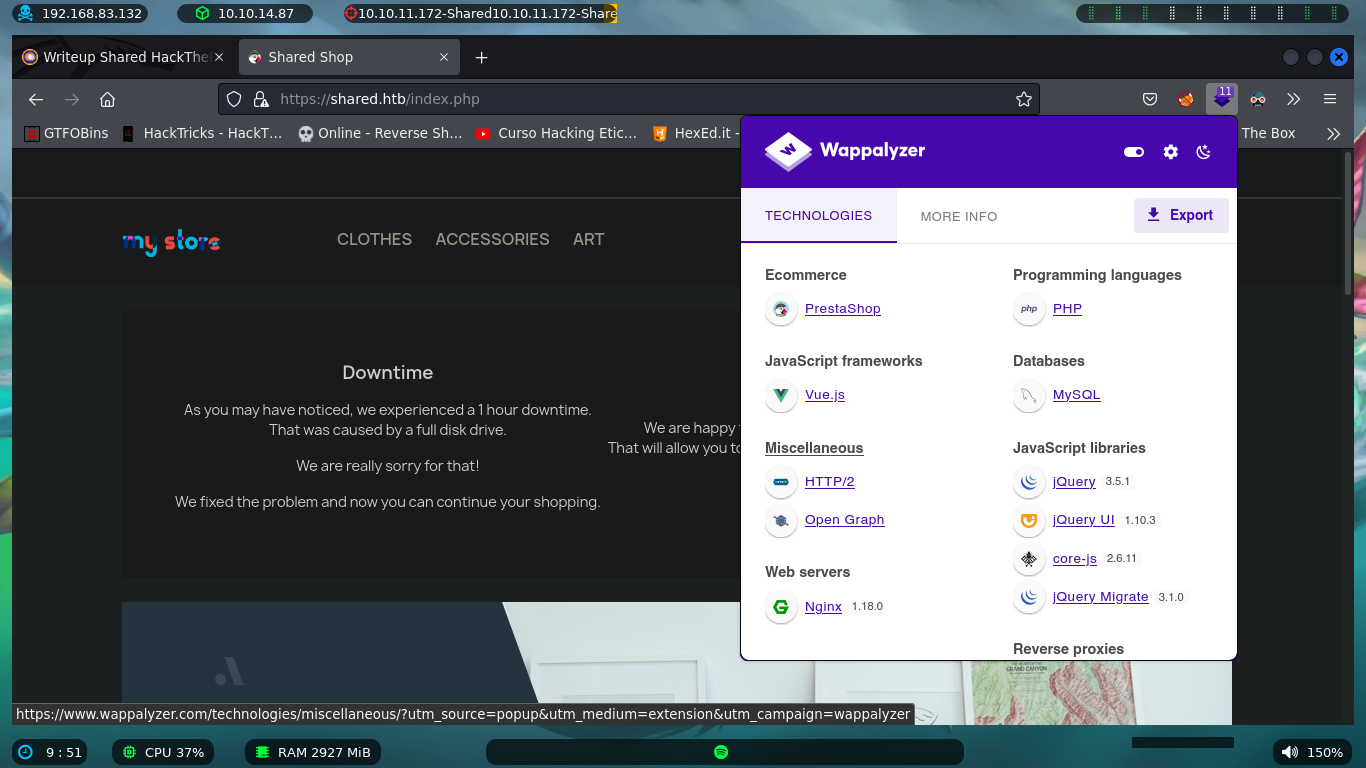 192.168.83.132
10.10.14.87
10.10.11.172-Shared10.10.11.172-Share
Writeup Shared HackThe
Shared Shop
https://shared.htb/index.php
11
GTFOBins
HackTricks - HackT…
Online - Reverse Sh…
Curso Hacking Etic…
HexEd.it -
The Box
my store
CLOTHES
ACCESSORIES
ART
Downtime
As you may have noticed, we experienced a 1 hour downtime.
That was caused by a full disk drive.
We are really sorry for that!
We fixed the problem and now you can continue your shopping.
We are happy
That will allow you to
Wappalyzer
TECHNOLOGIES
MORE INFO
Export
Ecommerce
PrestaShop
JavaScript frameworks
Vue.js
Miscellaneous
HTTP/2
Open Graph
Web servers
Nginx 1.18.0
Programming languages
php PHP
Databases
MySQL
JavaScript libraries
jQuery 3.5.1
jQuery UI 1.10.3
core-js 2.6.11
jQuery Migrate 3.1.0
Reverse proxies
GRAND CANYON
https://www.wappalyzer.com/technologies/miscellaneous/?utm_source=popup&utm_medium=extension&utm_campaign=wappalyzer
9 : 51
CPU 37%
RAM 2927 MiB
150%